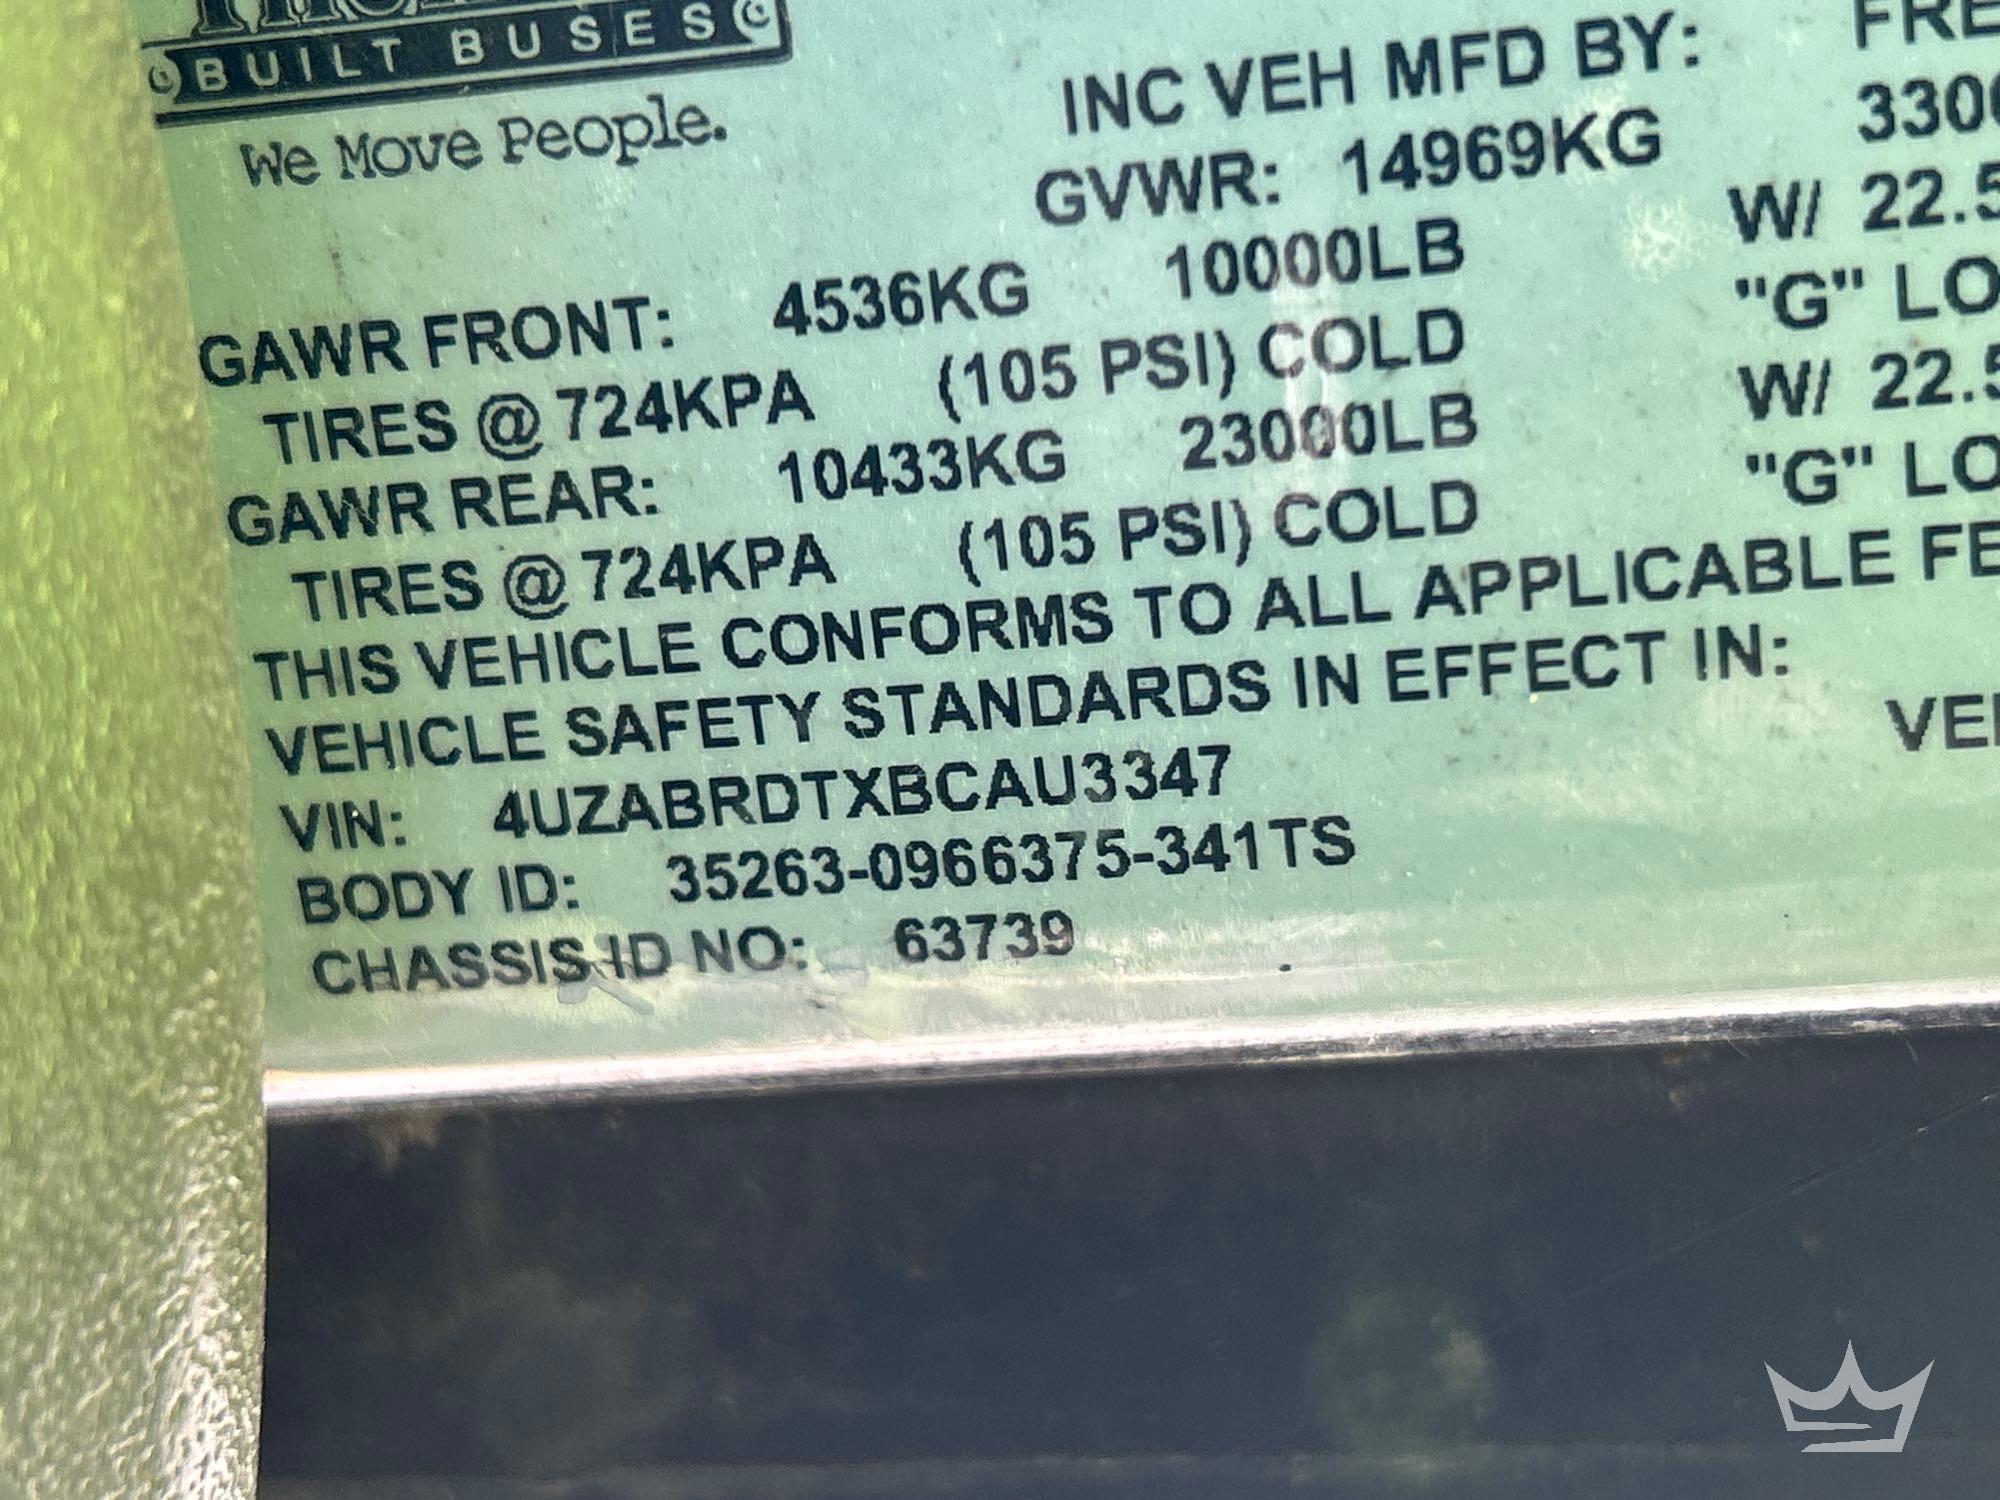 BUILT BUSES
We Move People.
INC VEH MFD BY:
GVWR: 14969KG
GAWR FRONT: 4536KG 10000LB W/ 22.5
TIRES @ 724KPA (105 PSI) COLD "G" LO
GAWR REAR: 10433KG 23000LB W/ 22.5
TIRES @ 724KPA (105 PSI) COLD "G" LO
THIS VEHICLE CONFORMS TO ALL APPLICABLE FE
VEHICLE SAFETY STANDARDS IN EFFECT IN:
VIN: 4UZABRDTXBCAU3347
BODY ID: 35263-0966375-341TS
CHASSIS ID NO: 63739